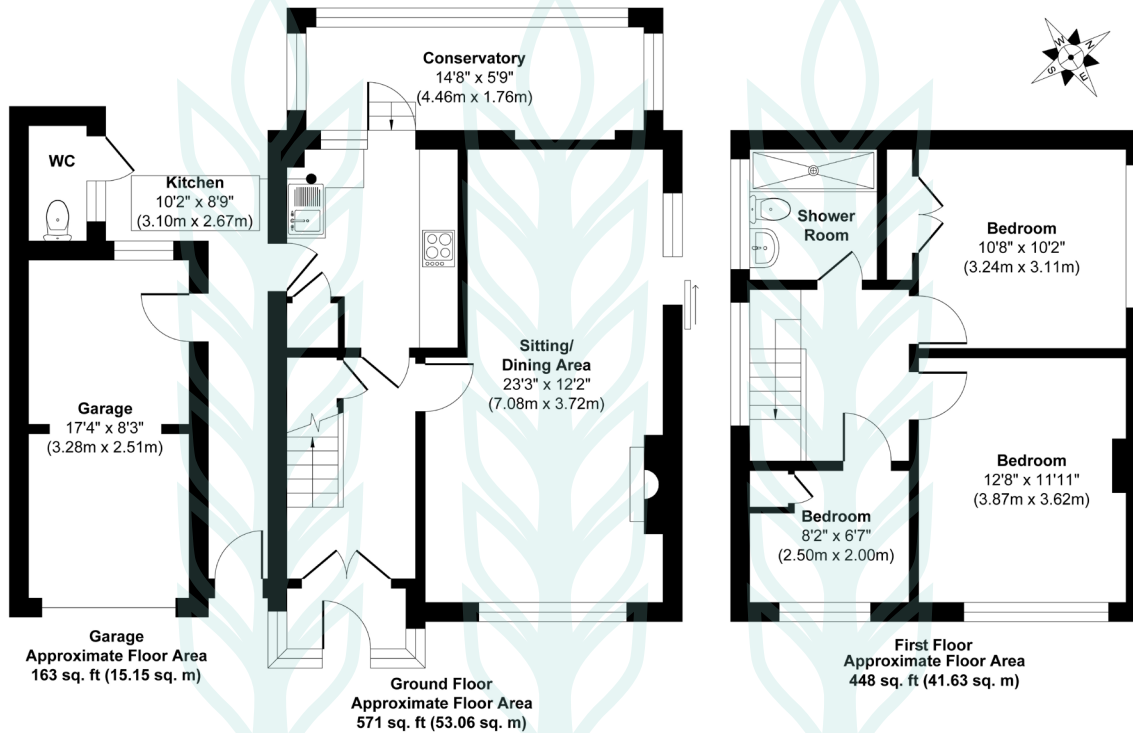 Conservatory
14'8" x 5'9"
(4.46m x 1.76m)
W
N
S
E
WC
Kitchen
10'2" x 8'9"
(3.10m x 2.67m)
Shower
Room
Bedroom
10'8" x 10'2"
(3.24m x 3.11m)
Sitting/
Dining Area
23'3" x 12'2"
(7.08m x 3.72m)
Garage
17'4" x 8'3"
(3.28m x 2.51m)
Bedroom
12'8" x 11'11"
(3.87m x 3.62m)
Bedroom
8'2" x 6'7"
(2.50m x 2.00m)
Garage
Approximate Floor Area
163 sq. ft (15.15 sq. m)
Ground Floor
Approximate Floor Area
571 sq. ft (53.06 sq. m)
First Floor
Approximate Floor Area
448 sq. ft (41.63 sq. m)